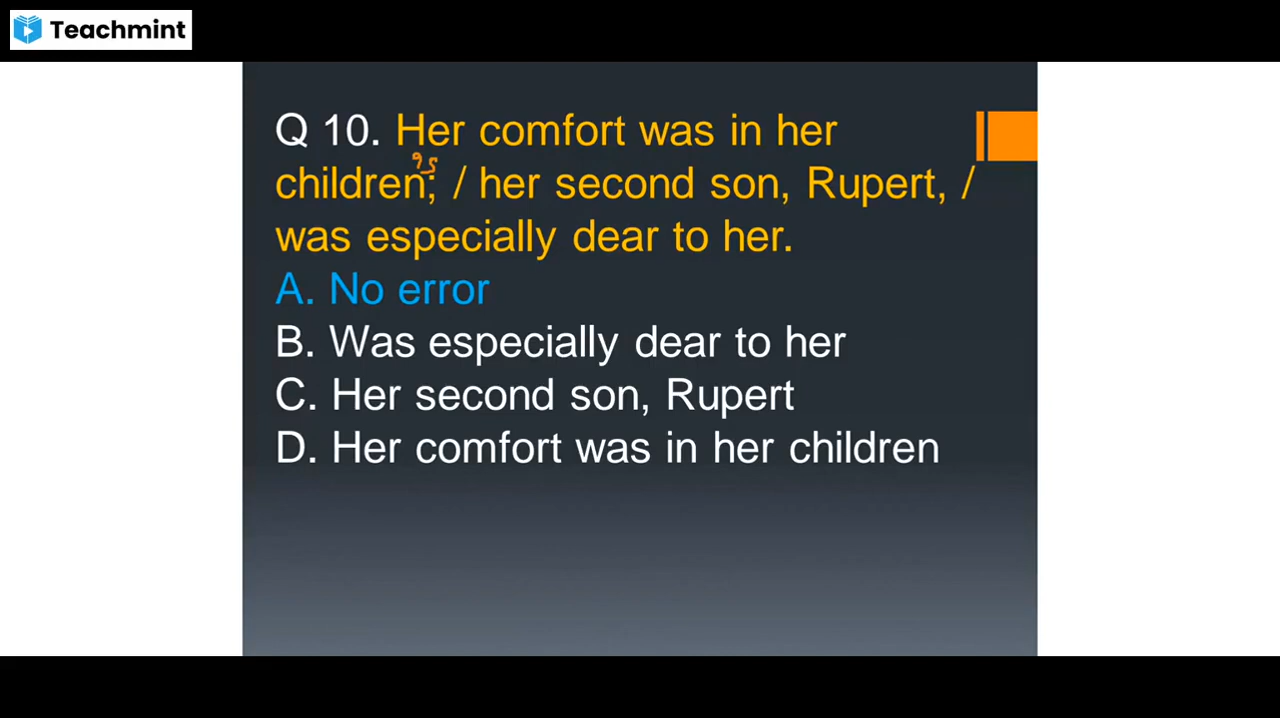 Teachmint
Q 10. Her comfort was in her
children; / her second son, Rupert, /
was especially dear to her.
A. No error
B. Was especially dear to her
C. Her second son, Rupert
D. Her comfort was in her children